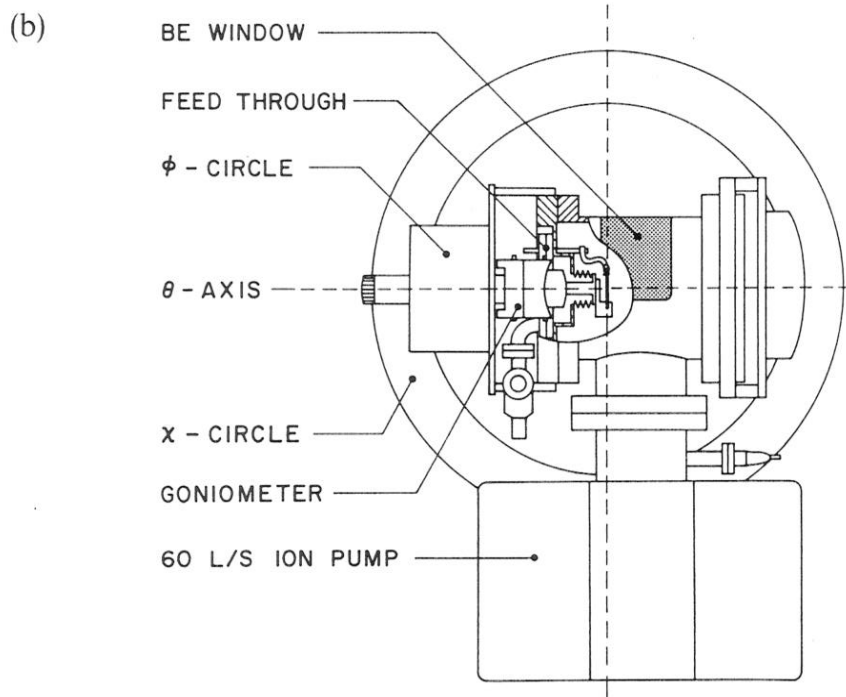 (b)
BE WINDOW
FEED THROUGH
ϕ - CIRCLE
θ - AXIS
χ - CIRCLE
GONIOMETER
60 L/S ION PUMP